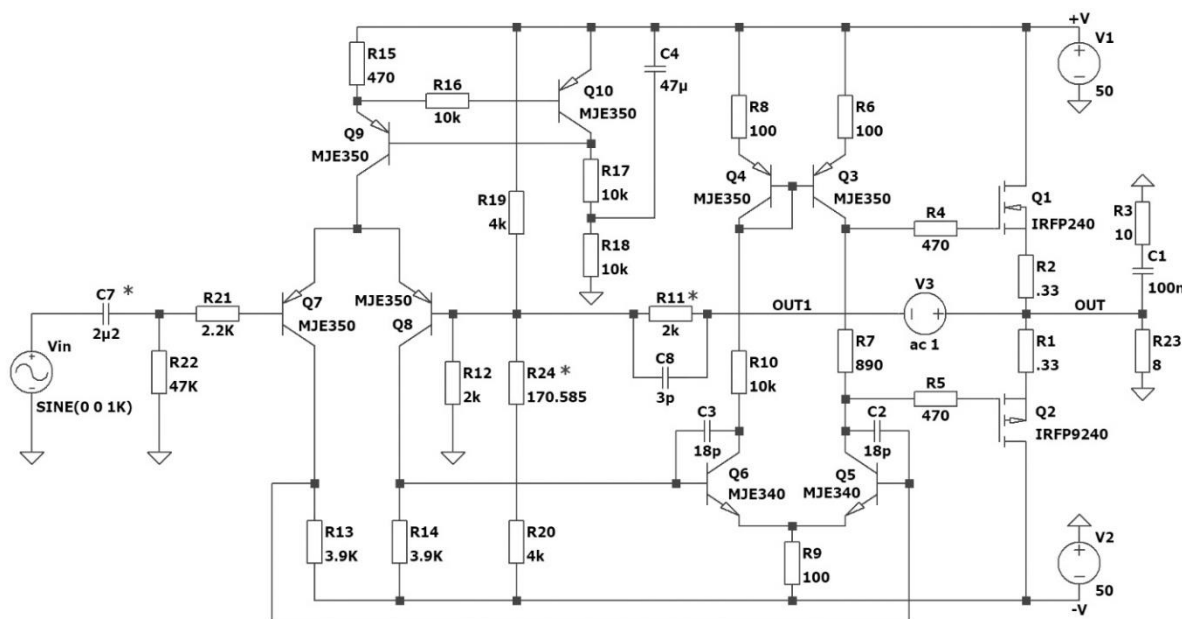 +V
V1
50
R15
470
R16
10k
Q10
MJE350
C4
47µ
R8
100
R6
100
Q9
MJE350
R17
10k
R19
4k
R18
10k
Q4
MJE350
Q3
MJE350
R4
470
Q1
IRFP240
R3
10
C1
100n
R2
.33
C7 *
2µ2
R21
2.2K
Q7
MJE350
MJE350
Q8
R11*
2k
OUT1
V3
ac 1
OUT
Vin
SINE(0 0 1K)
R22
47K
R12
2k
R24*
170.585
C8
3p
R10
10k
R7
890
R1
.33
R23
8
R5
470
Q2
IRFP9240
C3
18p
C2
18p
Q6
MJE340
Q5
MJE340
R13
3.9K
R14
3.9K
R20
4k
R9
100
V2
50
-V